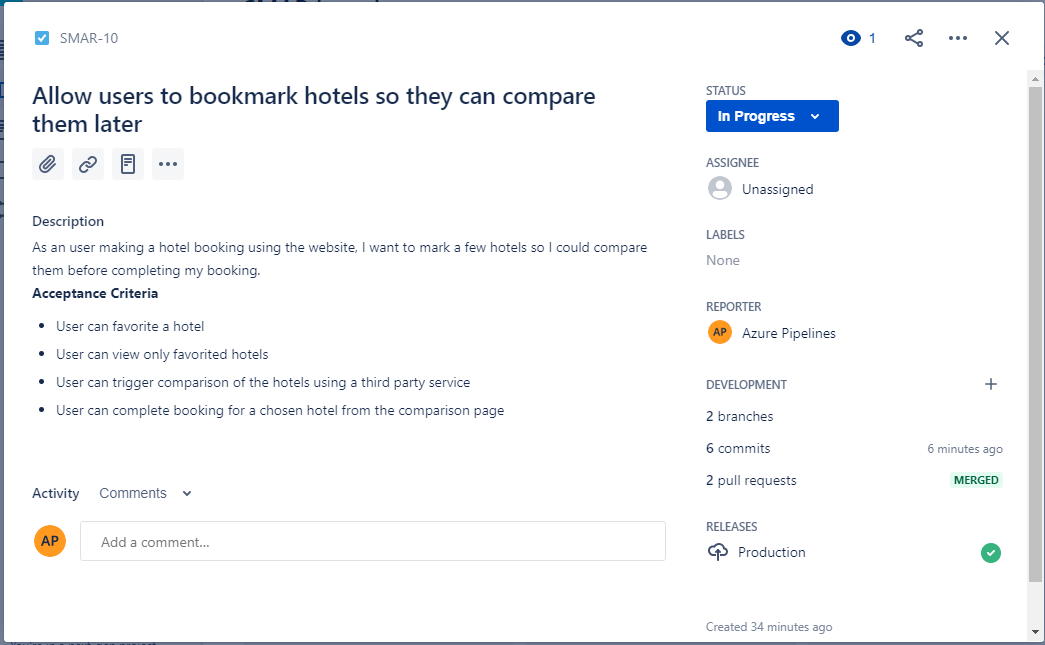 SMAR-10
1
Allow users to bookmark hotels so they can compare
them later
Description
As an user making a hotel booking using the website, I want to mark a few hotels so I could compare
them before completing my booking.
Acceptance Criteria
User can favorite a hotel
User can view only favorited hotels
User can trigger comparison of the hotels using a third party service
User can complete booking for a chosen hotel from the comparison page
Activity Comments
AP Add a comment...
STATUS
In Progress
ASSIGNEE
Unassigned
LABELS
None
REPORTER
AP Azure Pipelines
DEVELOPMENT
2 branches
6 commits 6 minutes ago
2 pull requests MERGED
RELEASES
Production
Created 34 minutes ago